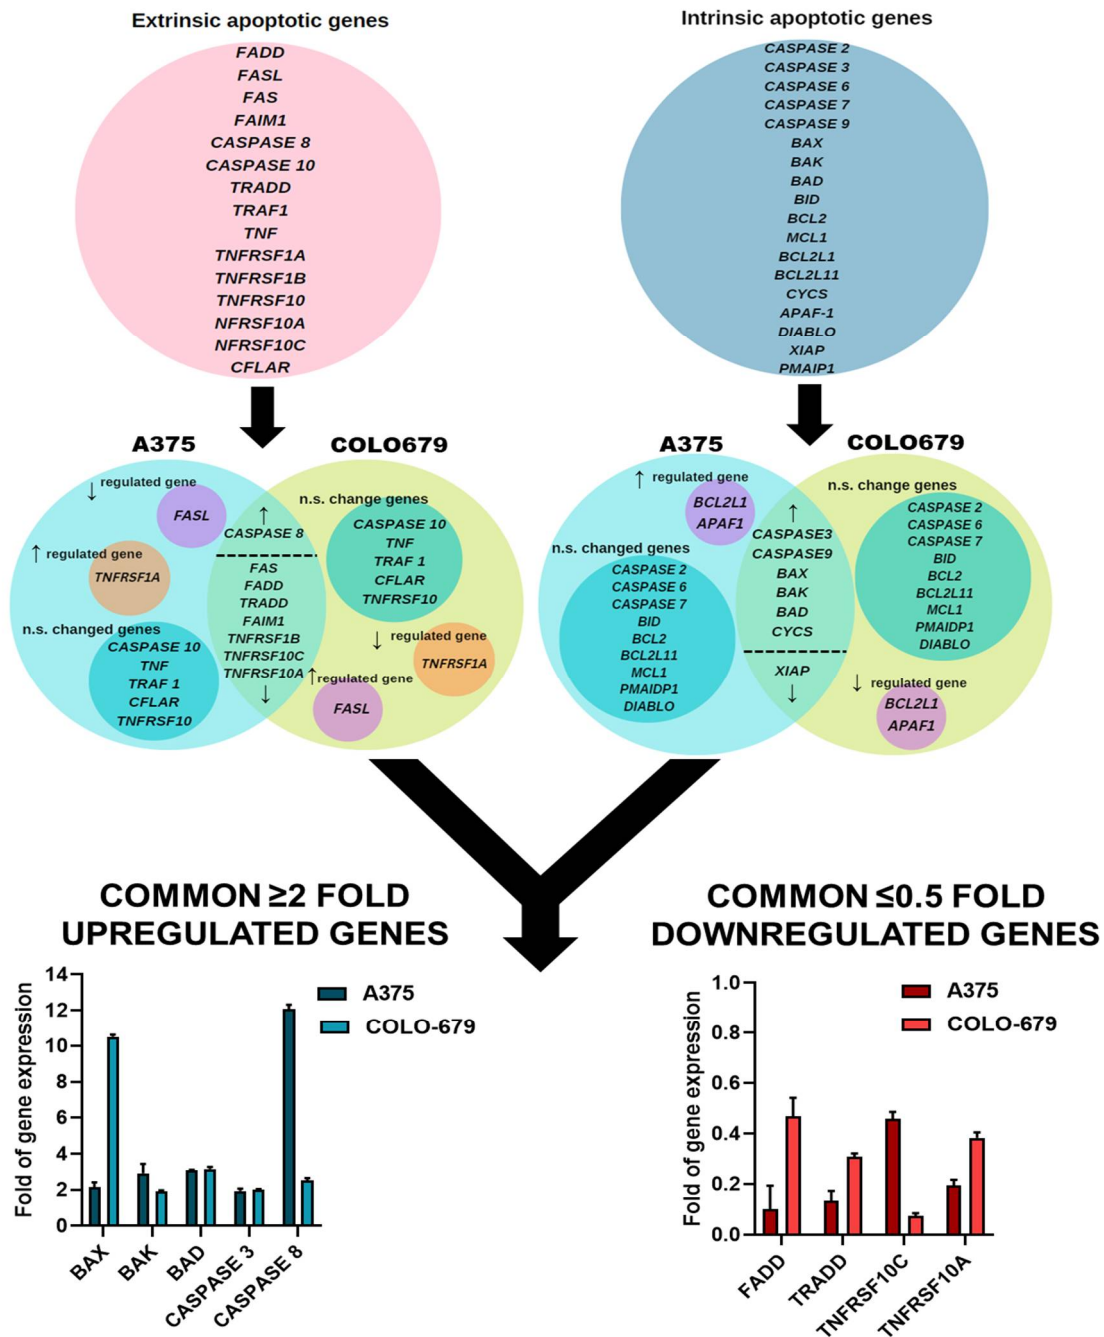 Extrinsic apoptotic genes
FADD
FASL
FAS
FAIM1
CASPASE 8
CASPASE 10
TRADD
TRAF1
TNF
TNFRSF1A
TNFRSF1B
TNFRSF10
NFRSF10A
NFRSF10C
CFLAR
Intrinsic apoptotic genes
CASPASE 2
CASPASE 3
CASPASE 6
CASPASE 7
CASPASE 9
BAX
BAK
BAD
BID
BCL2
MCL1
BCL2L1
BCL2L11
CYCS
APAF-1
DIABLO
XIAP
PMAIP1
A375
COLO679
↓ regulated gene
FASL
↑ regulated gene
TNFRSF1A
n.s. changed genes
CASPASE 10
TNF
TRAF 1
CFLAR
TNFRSF10
↑
CASPASE 8
FAS
FADD
TRADD
FAIM1
TNFRSF1B
TNFRSF10C
TNFRSF10A
↓
n.s. change genes
CASPASE 10
TNF
TRAF 1
CFLAR
TNFRSF10
↓ regulated gene
TNFRSF1A
↑ regulated gene
FASL
A375
COLO679
↑ regulated gene
BCL2L1
APAF1
n.s. changed genes
CASPASE 2
CASPASE 6
CASPASE 7
BID
BCL2
BCL2L11
MCL1
PMAIDP1
DIABLO
↑
CASPASE3
CASPASE9
BAX
BAK
BAD
CYCS
XIAP
↓
n.s. change genes
CASPASE 2
CASPASE 6
CASPASE 7
BID
BCL2
BCL2L11
MCL1
PMAIDP1
DIABLO
↓ regulated gene
BCL2L1
APAF1
COMMON ≥2 FOLD
UPREGULATED GENES
Fold of gene expression
14
12
10
8
6
4
2
0
A375
COLO-679
BAX
BAK
BAD
CASPASE 3
CASPASE 8
COMMON ≤0.5 FOLD
DOWNREGULATED GENES
Fold of gene expression
1.0
0.8
0.6
0.4
0.2
0.0
A375
COLO-679
FADD
TRADD
TNFRSF10C
TNFRSF10A